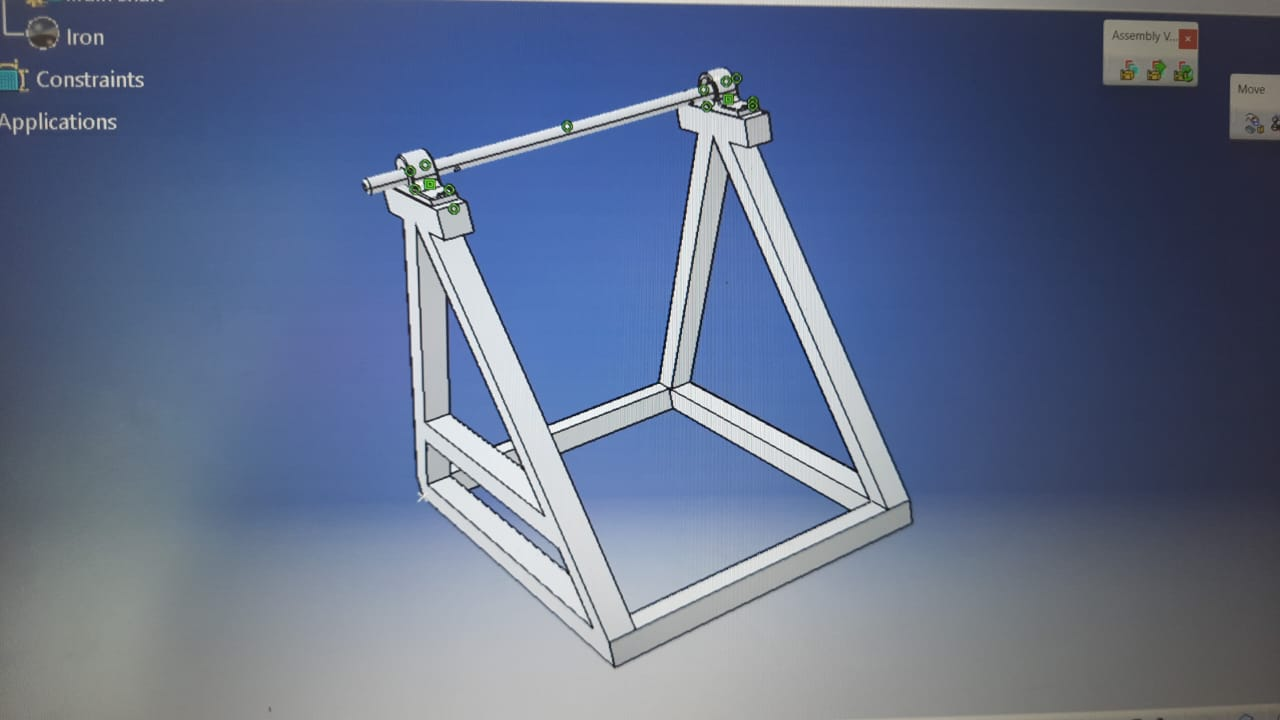 Iron
Constraints
Applications
Assembly V...
Move